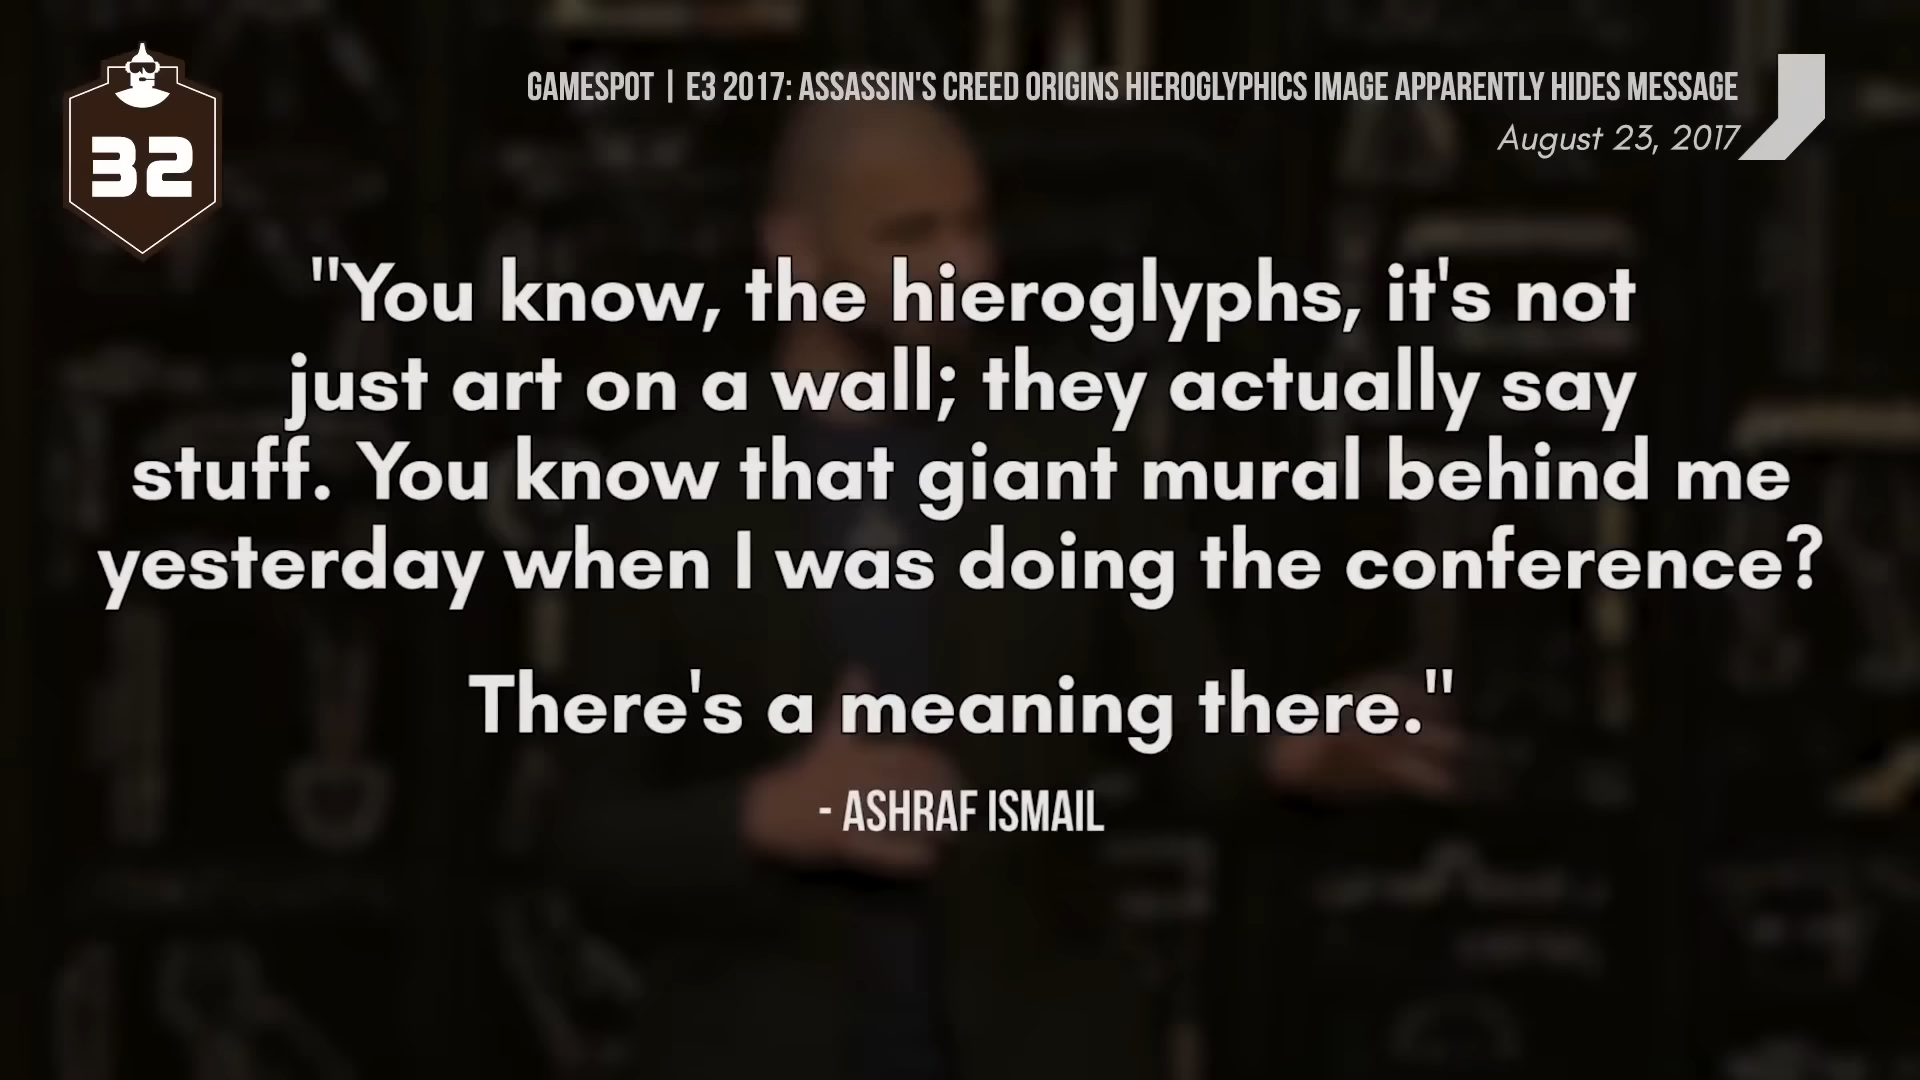 32
GAMESPOT | E3 2017: ASSASSIN'S CREED ORIGINS HIEROGLYPHICS IMAGE APPARENTLY HIDES MESSAGE
August 23, 2017
"You know, the hieroglyphs, it's not
just art on a wall; they actually say
stuff. You know that giant mural behind me
yesterday when I was doing the conference?
There's a meaning there."
- ASHRAF ISMAIL